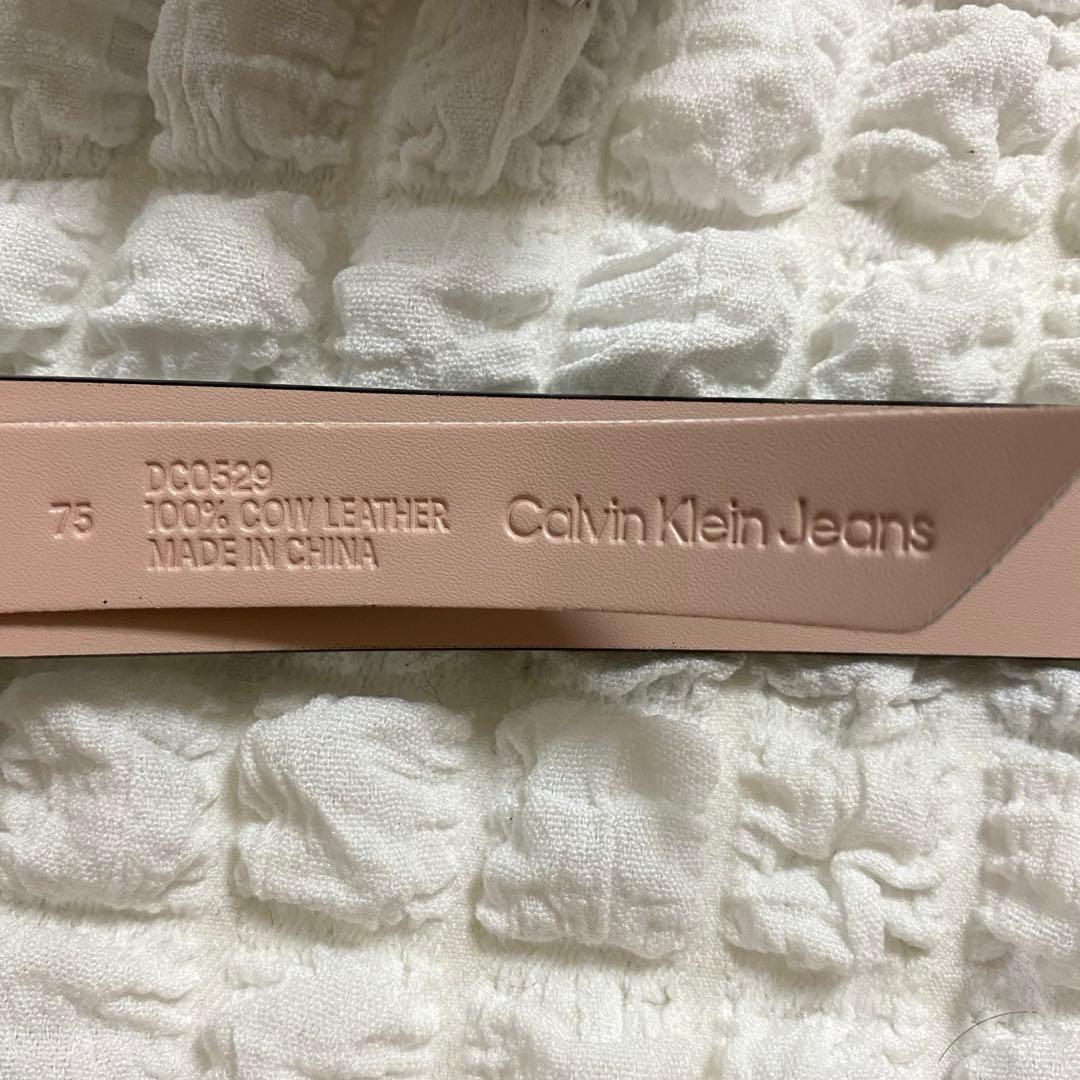 75
DC0529
100% COW LEATHER
MADE IN CHINA
Calvin Klein Jeans